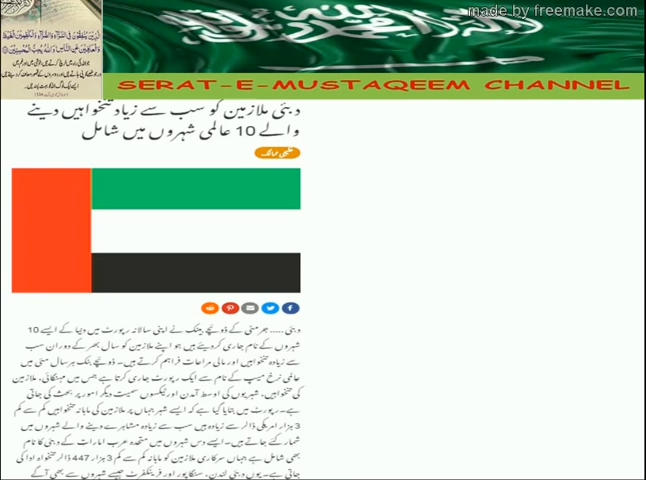 made by freemake.com
SERAT-E-MUSTAQEEM CHANNEL
دبئی ملازمین کو سب سے زیادہ تنخواہیں دینے
والے 10 عالمی شہروں میں شامل
خلیجی ممالک
دبئی ..... جرمنی کے ڈوئچے بینک نے اپنی سالانہ رپورٹ میں دنیا کے ایسے 10
شہروں کے نام جاری کردیئے ہیں جو اپنے ملازمین کو سال بھر کے دوران سب
سے زیادہ تنخواہیں اور مالی مراعات فراہم کرتے ہیں۔ ڈوئچے بنک ہر سال مئی میں
عالمی نرخ میپ کے نام سے ایک رپورٹ جاری کرتا ہے جس میں مہنگائی، ملازمین
کی تنخواہیں، شہریوں کی اوسط آمدن اور ٹیکسوں سمیت دیگر امور پر بحث کی جاتی
ہے۔رپورٹ میں بتایا گیا ہے کہ ایسے شہر جہاں پر ملازمین کی ماہانہ تنخواہیں کم سے کم
3 ہزار امریکی ڈالر سے زیادہ ہیں سب سے زیادہ مشاہرے دینے والے شہروں میں
شمار کئے جاتے ہیں۔ایسے دس شہروں میں متحدہ عرب امارات کے دبئی کا نام
بھی شامل ہے جہاں سرکاری ملازمین کو ماہانہ کم سے کم 3 ہزار 447 ڈالر تنخواہ ادا کی
جاتی ہے۔ یوں دبئی لندن، سنگاپور اور فرینکفرٹ جیسے شہروں سے بھی آگے